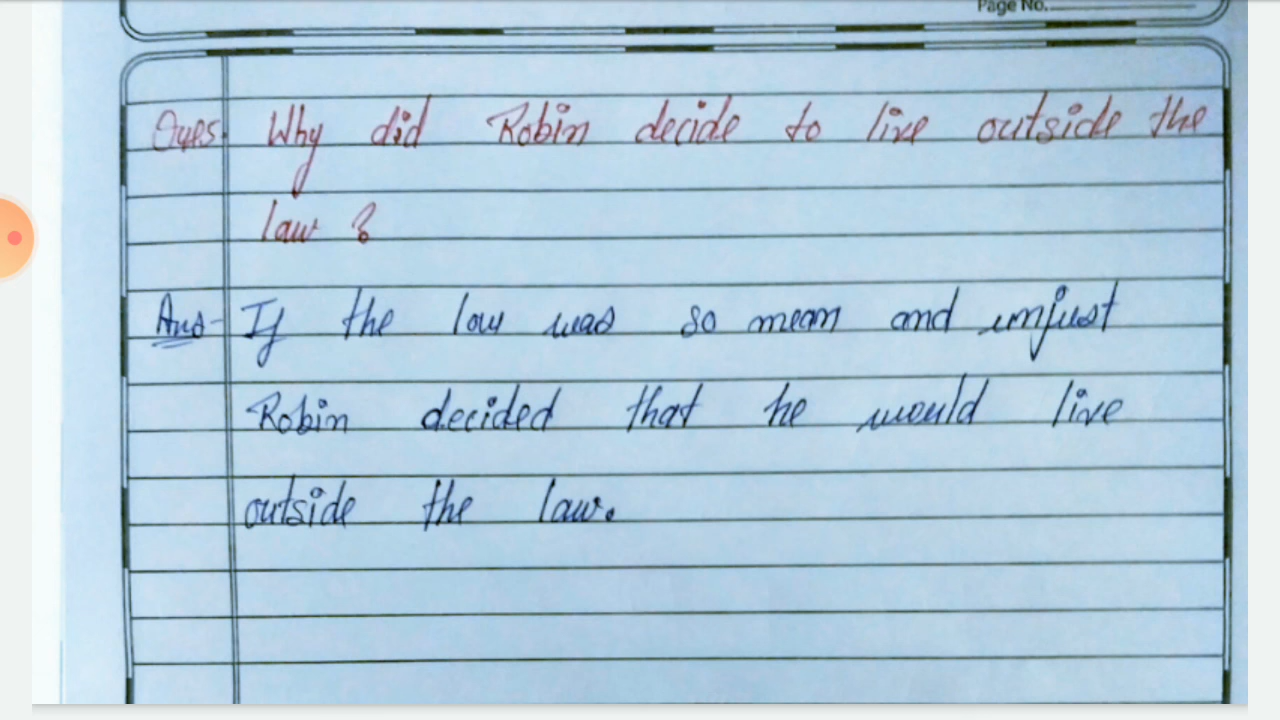 Page No.
Ques. Why did Robin decide to live outside the
law ?
Ans- If the law was so mean and unjust
Robin decided that he would live
outside the law.